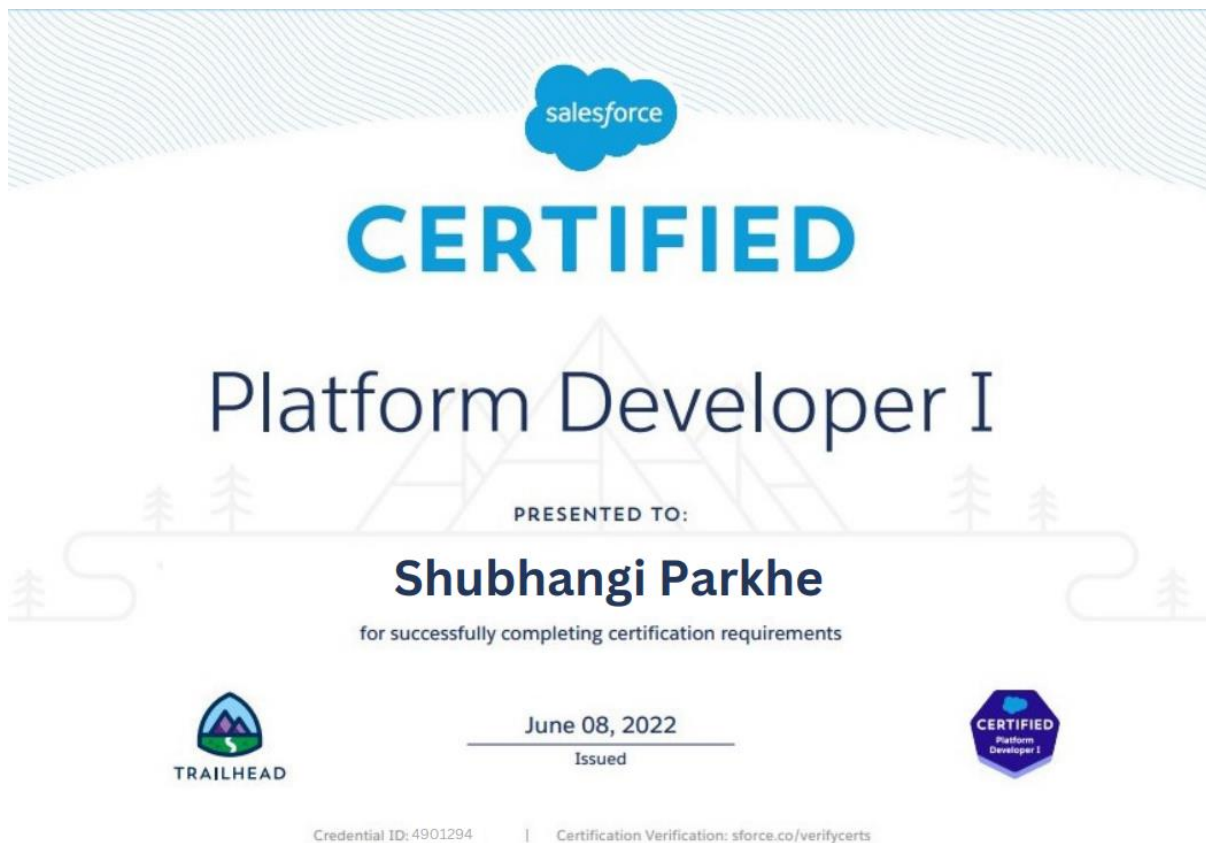 salesforce
CERTIFIED
Platform Developer I
PRESENTED TO:
Shubhangi Parkhe
for successfully completing certification requirements
June 08, 2022
Issued
TRAILHEAD
CERTIFIED
Platform
Developer I
Credential ID: 4901294 | Certification Verification: sforce.co/verifycerts